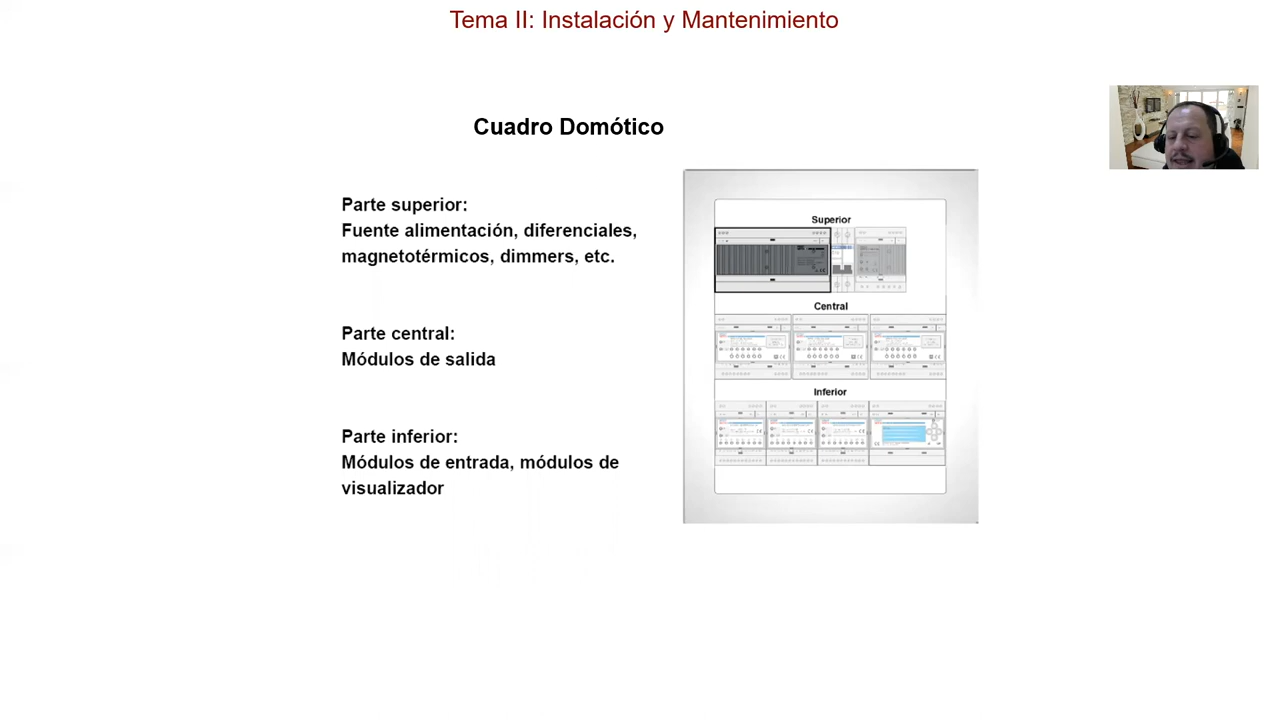 Tema II: Instalación y Mantenimiento
Cuadro Domótico
Parte superior:
Fuente alimentación, diferenciales,
magnetotérmicos, dimmers, etc.
Parte central:
Módulos de salida
Parte inferior:
Módulos de entrada, módulos de
visualizador
Superior
Central
Inferior